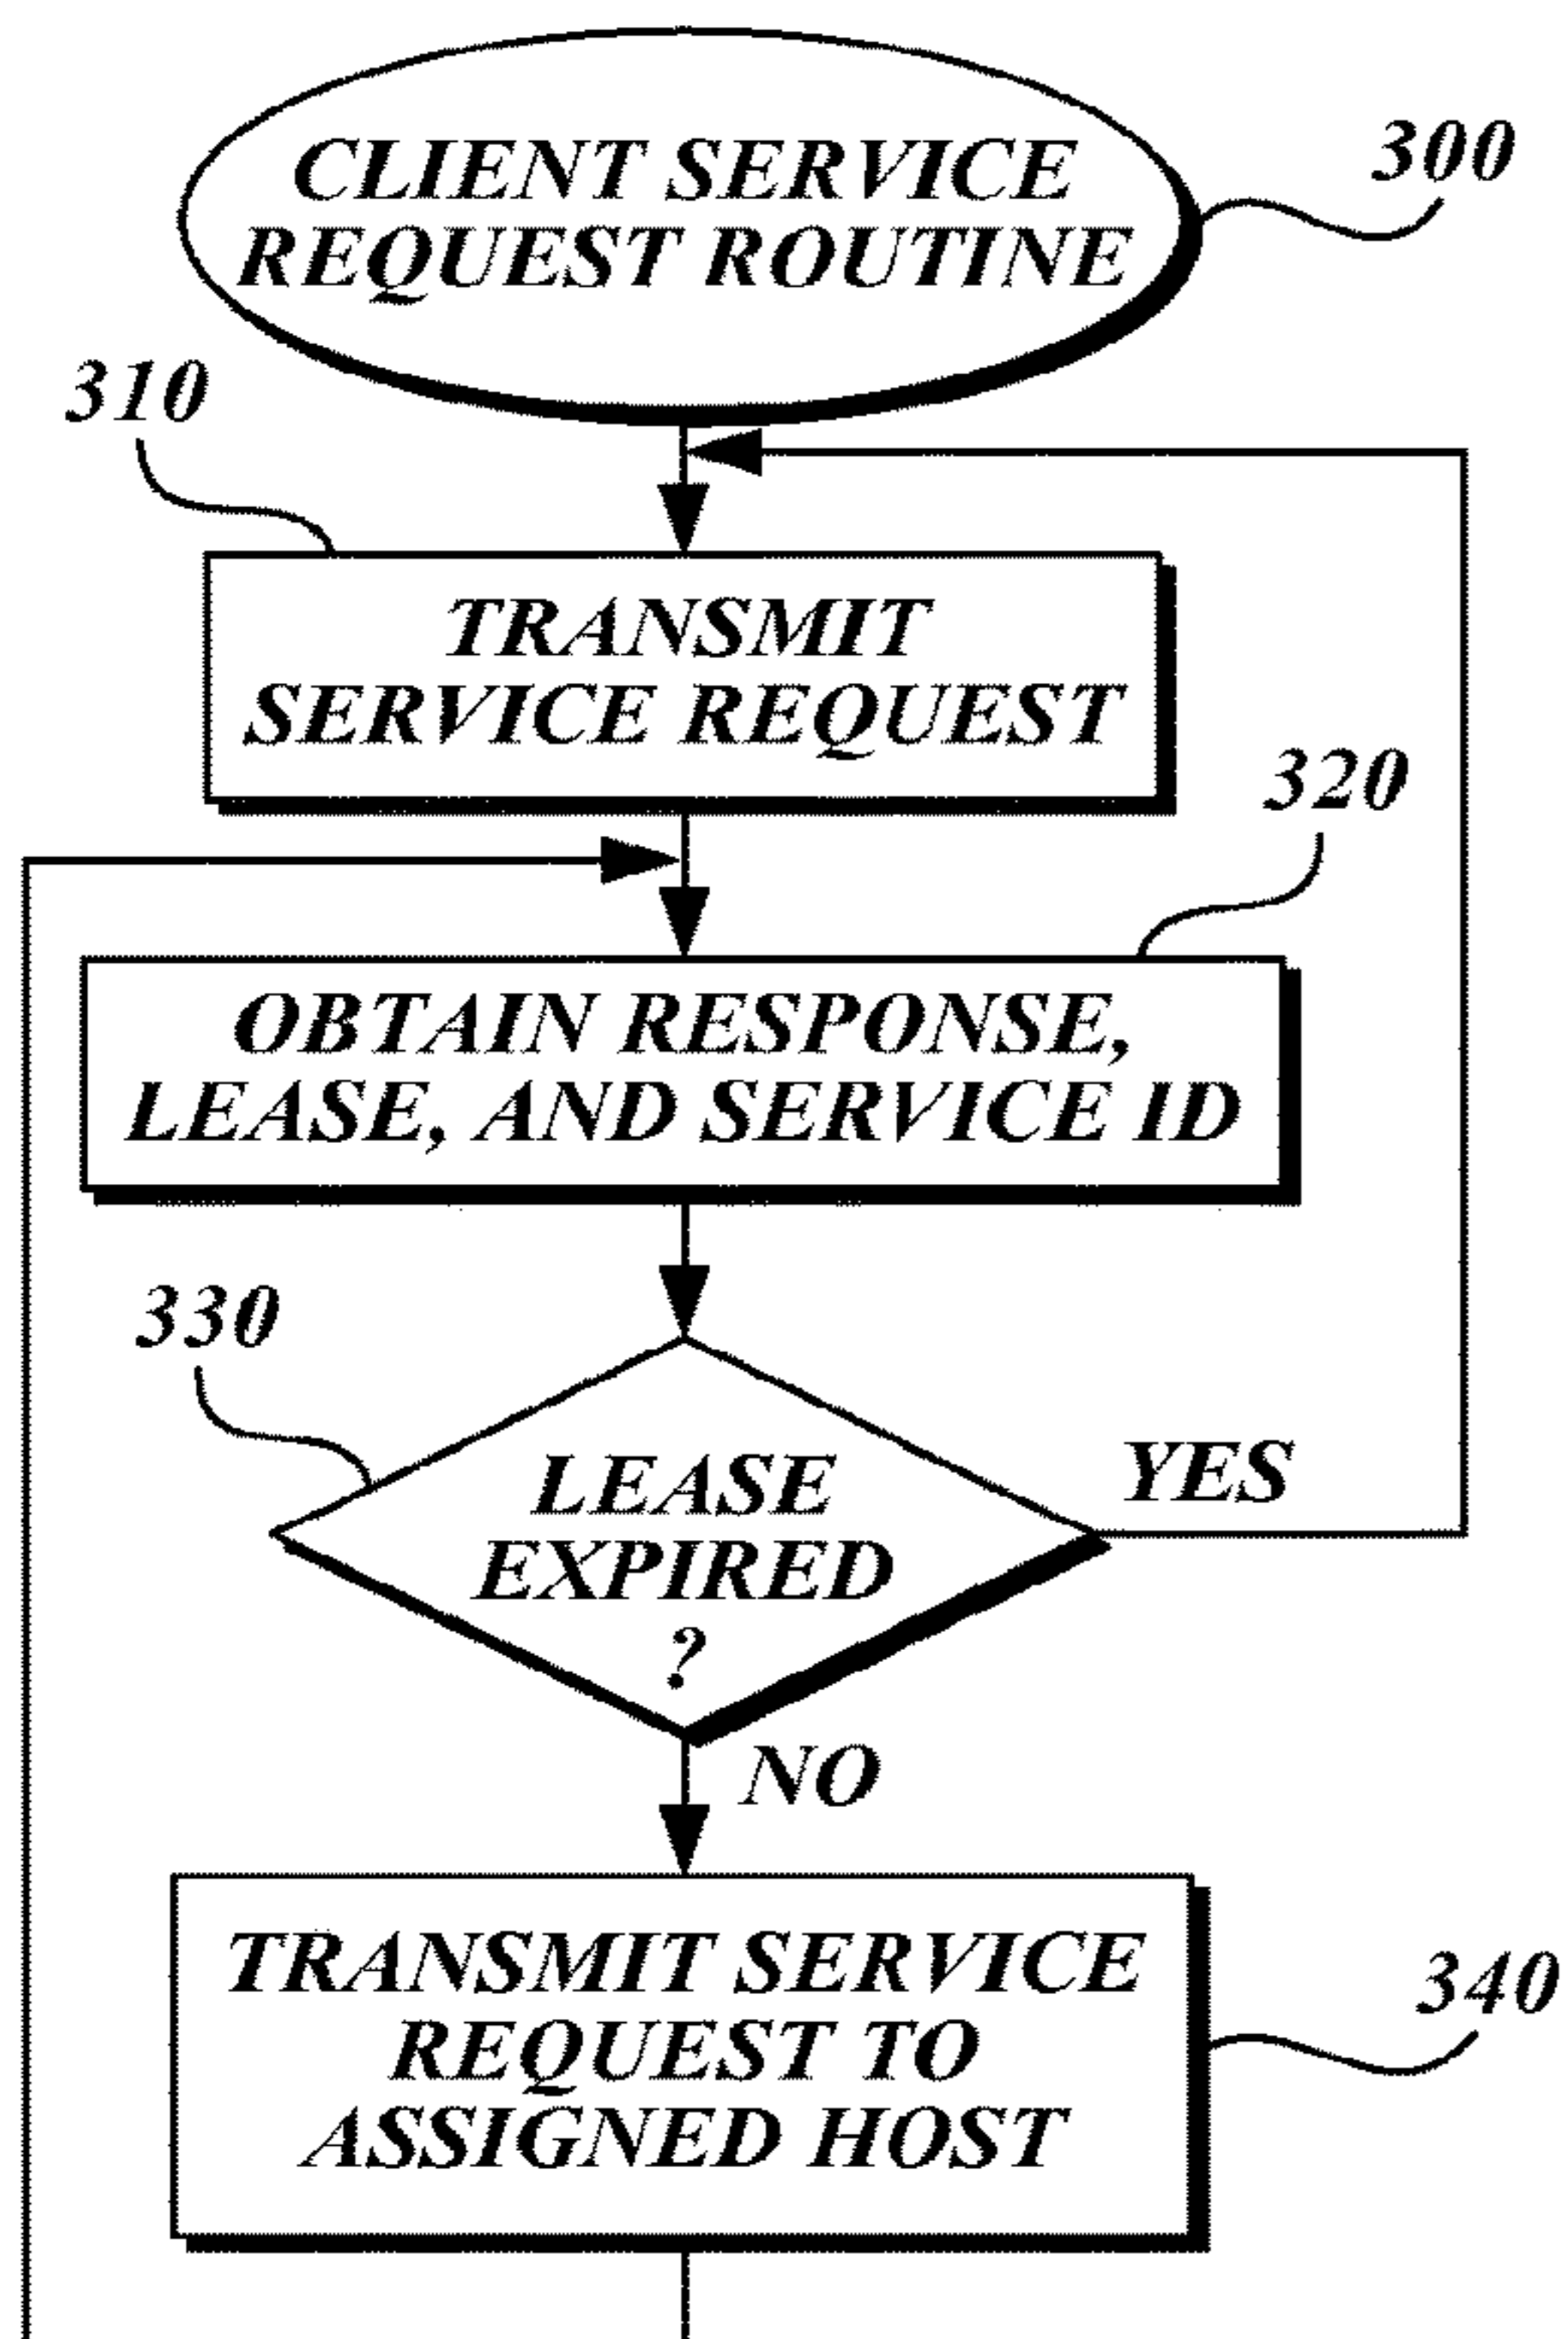 CLIENT SERVICE
REQUEST ROUTINE
300
310
TRANSMIT
SERVICE REQUEST
320
OBTAIN RESPONSE,
LEASE, AND SERVICE ID
330
LEASE
EXPIRED
?
YES
NO
TRANSMIT SERVICE
REQUEST TO
ASSIGNED HOST
340